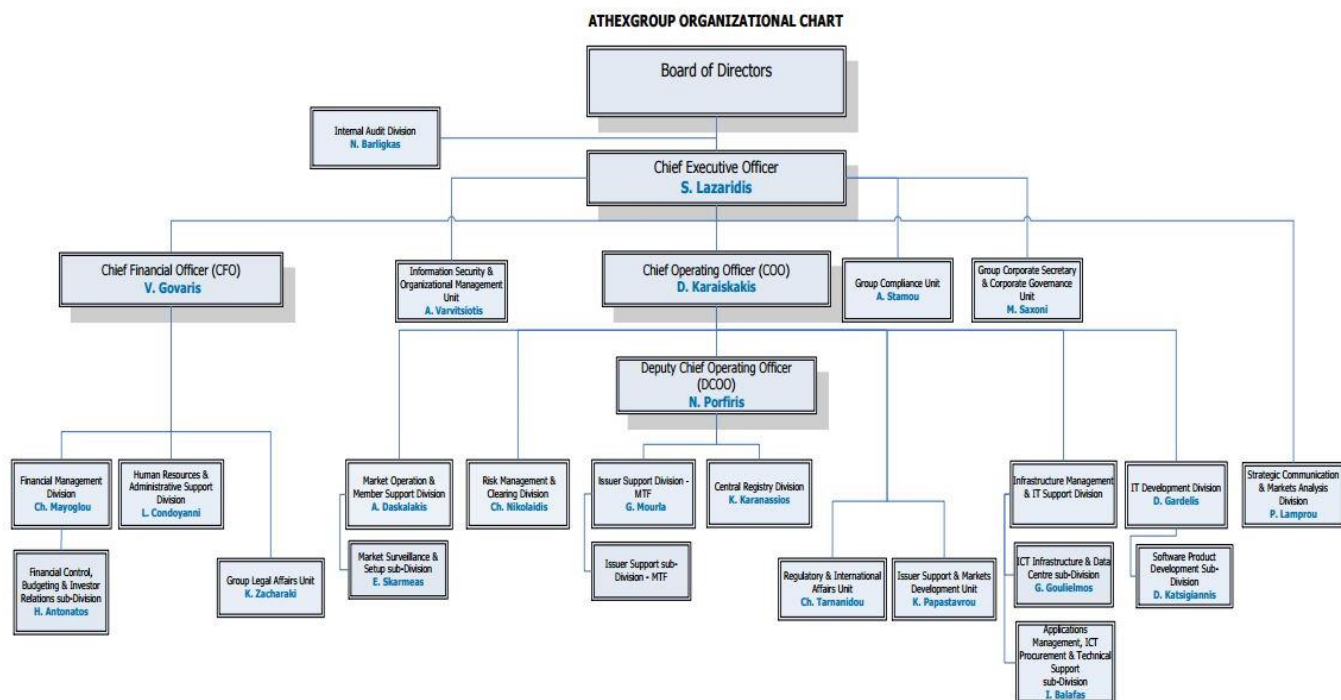 ATHEXGROUP ORGANIZATIONAL CHART
Board of Directors
Internal Audit Division
N. Barligkas
Chief Executive Officer
S. Lazaridis
Chief Financial Officer (CFO)
V. Govaris
Information Security &
Organizational Management
Unit
A. Varvitsiotis
Chief Operating Officer (COO)
D. Karaiskakis
Group Compliance Unit
A. Stamou
Group Corporate Secretary
& Corporate Governance
Unit
M. Saxoni
Deputy Chief Operating Officer
(DCOO)
N. Porfiris
Financial Management
Division
Ch. Mayoglou
Human Resources &
Administrative Support
Division
L. Condoyanni
Market Operation &
Member Support Division
A. Daskalakis
Risk Management &
Clearing Division
Ch. Nikolaidis
Issuer Support Division -
MTF
G. Mourla
Central Registry Division
K. Karanassios
Infrastructure Management
& IT Support Division
IT Development Division
D. Gardelis
Strategic Communication
& Markets Analysis
Division
P. Lamprou
Financial Control,
Budgeting & Investor
Relations sub-Division
H. Antonatos
Group Legal Affairs Unit
K. Zacharaki
Market Surveillance &
Setup sub-Division
E. Skarmeas
Issuer Support sub-
Division - MTF
Regulatory & International
Affairs Unit
Ch. Tarnanidou
Issuer Support & Markets
Development Unit
K. Papastavrou
ICT Infrastructure & Data
Centre sub-Division
G. Goulielmos
Software Product
Development Sub-
Division
D. Katsigiannis
Applications
Management, ICT
Procurement & Technical
Support
sub-Division
I. Balafas